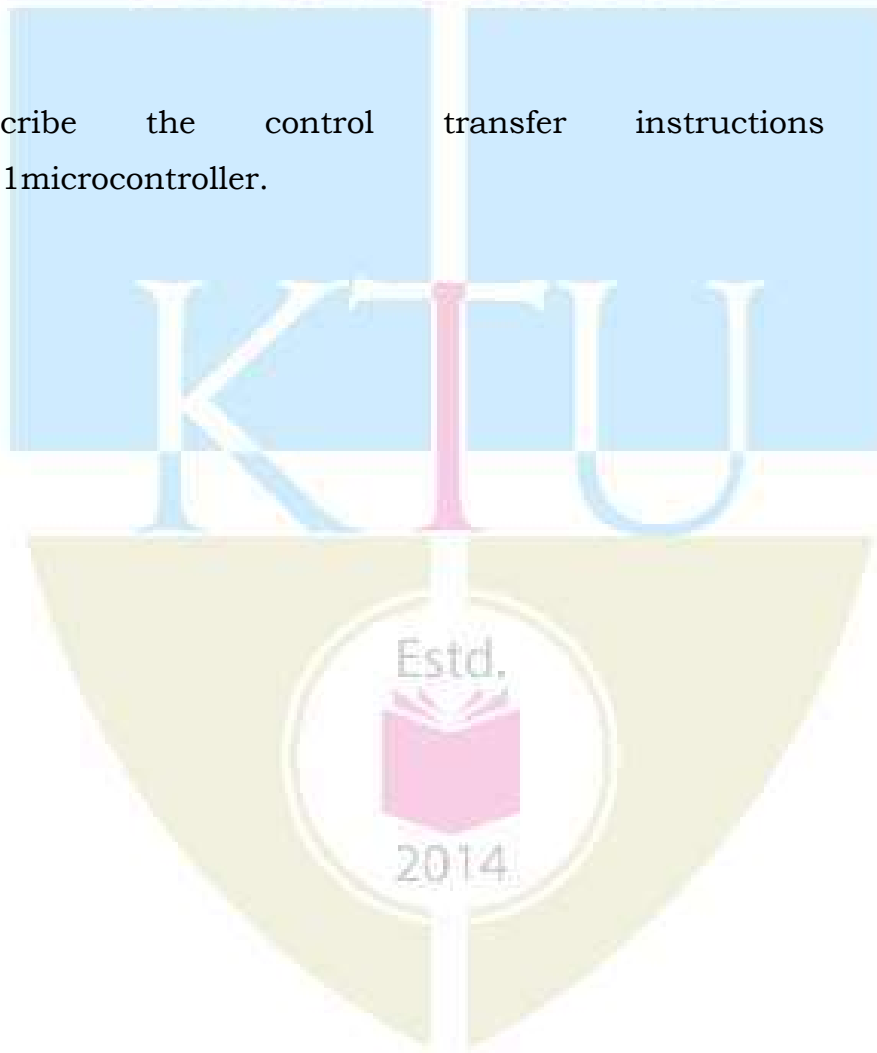 cribe the control transfer instructions
1microcontroller.
KTU
Estd.
2014